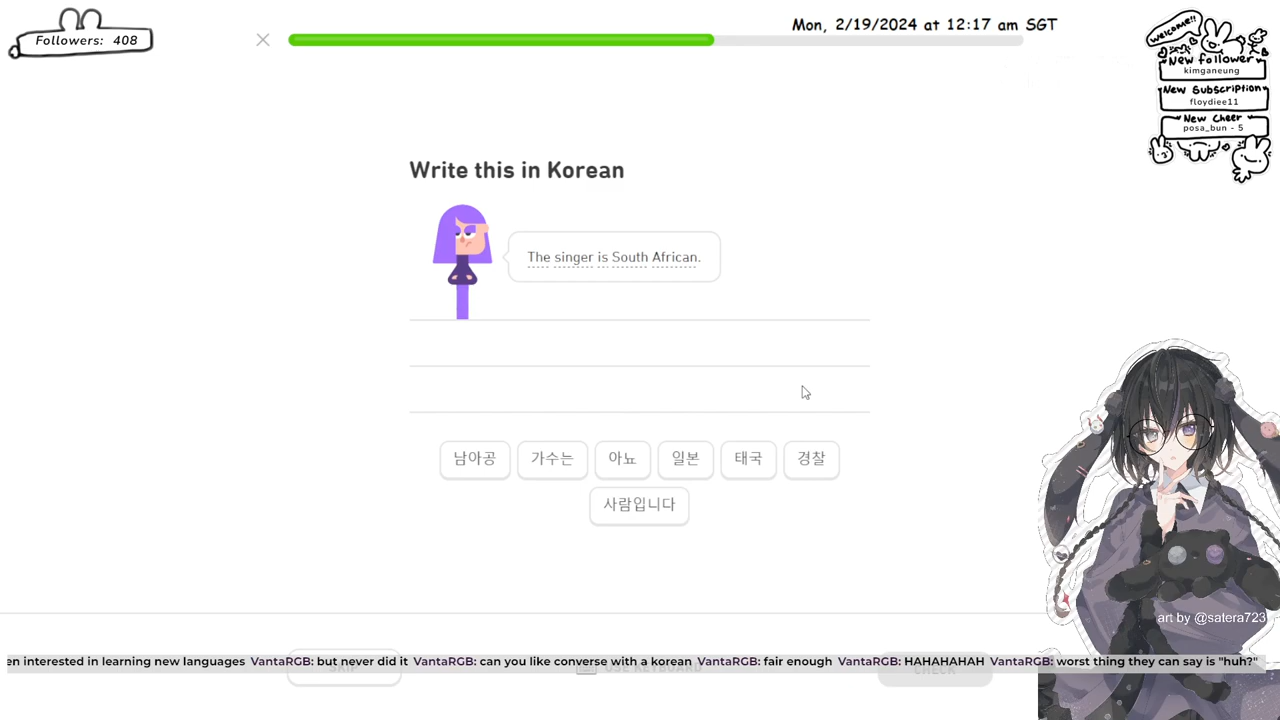 Followers: 408
Mon, 2/19/2024 at 12:17 am SGT
welcome!!
New follower
kimganeung
New Subscription
floydiee11
New Cheer
posa_bun - 5
Write this in Korean
The singer is South African.
남아공
가수는
아뇨
일본
태국
경찰
사람입니다
art by @satera723
en interested in learning new languages VantaRGB: but never did it VantaRGB: can you like converse with a korean VantaRGB: fair enough VantaRGB: HAHAHAHAH VantaRGB: worst thing they can say is "huh?"
SKIP
USE KEYBOARD
CHECK